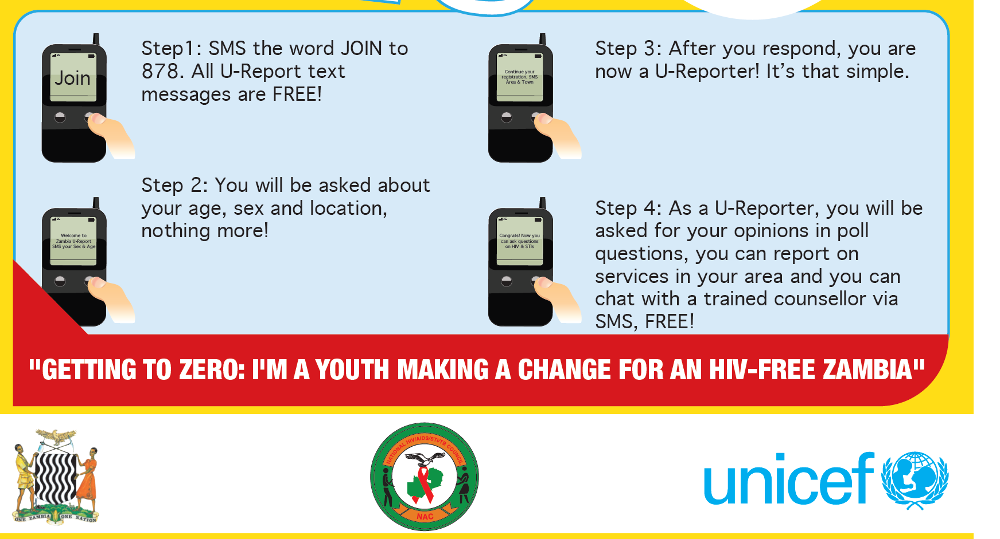 Join
Step1: SMS the word JOIN to
878. All U-Report text
messages are FREE!
Welcome to
Zambia U-Report
SMS your Sex & Age
Step 2: You will be asked about
your age, sex and location,
nothing more!
Continue your
registration. SMS
Area & Town
Step 3: After you respond, you are
now a U-Reporter! It’s that simple.
Congrats! Now you
can ask questions
on HIV & STIs
Step 4: As a U-Reporter, you will be
asked for your opinions in poll
questions, you can report on
services in your area and you can
chat with a trained counsellor via
SMS, FREE!
"GETTING TO ZERO: I'M A YOUTH MAKING A CHANGE FOR AN HIV-FREE ZAMBIA"
ONE ZAMBIA ONE NATION
NATIONAL HIV/AIDS/STI/TB COUNCIL
NAC
unicef